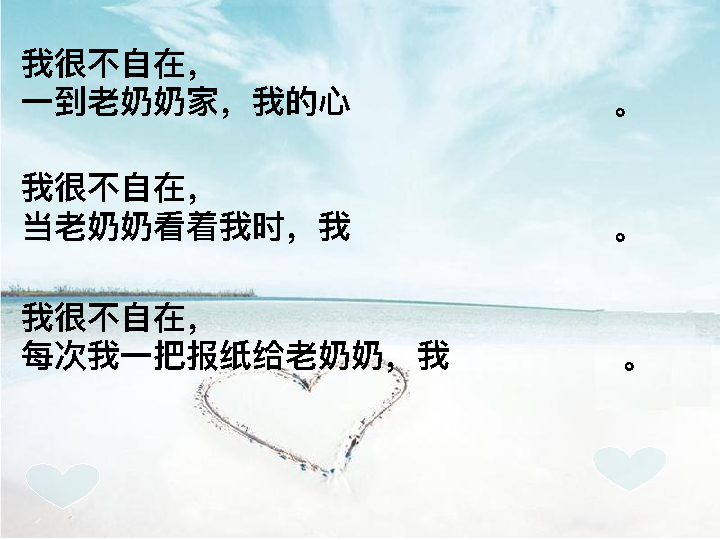 我很不自在，
一到老奶奶家，我的心 。
我很不自在，
当老奶奶看着我时，我 。
我很不自在，
每次我一把报纸给老奶奶，我 。